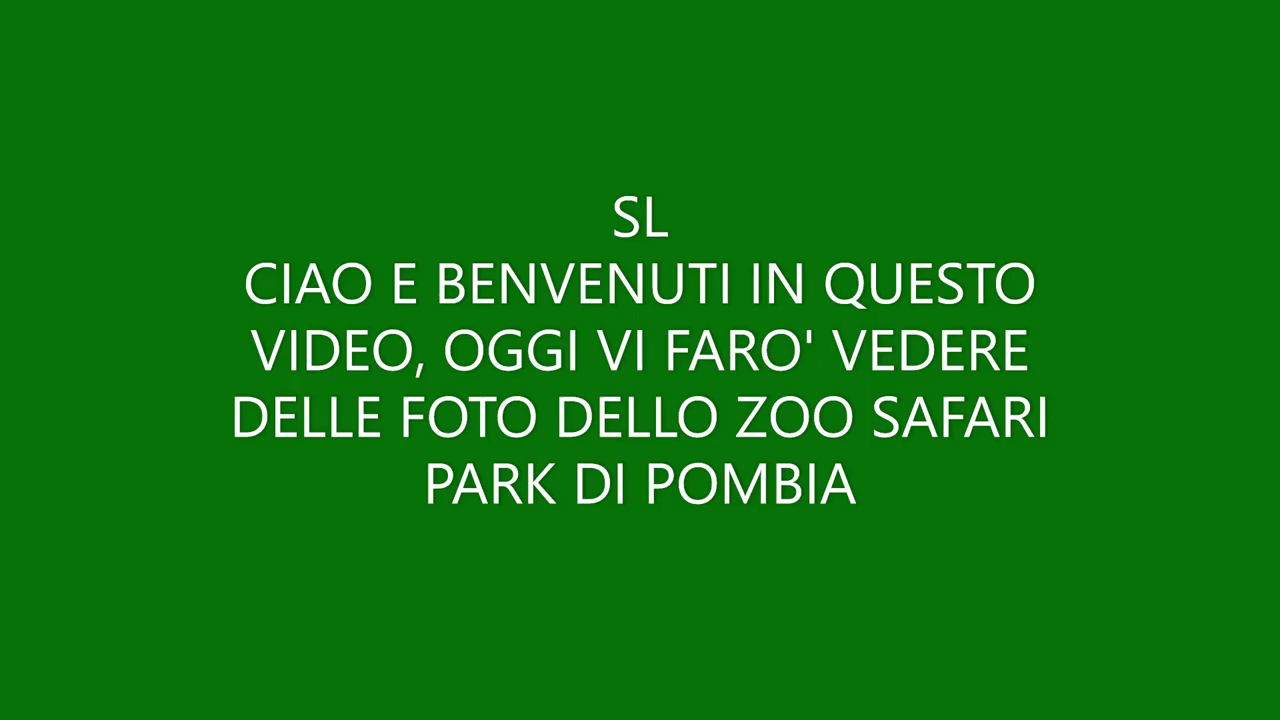 SL
CIAO E BENVENUTI IN QUESTO
VIDEO, OGGI VI FARO' VEDERE
DELLE FOTO DELLO ZOO SAFARI
PARK DI POMBIA